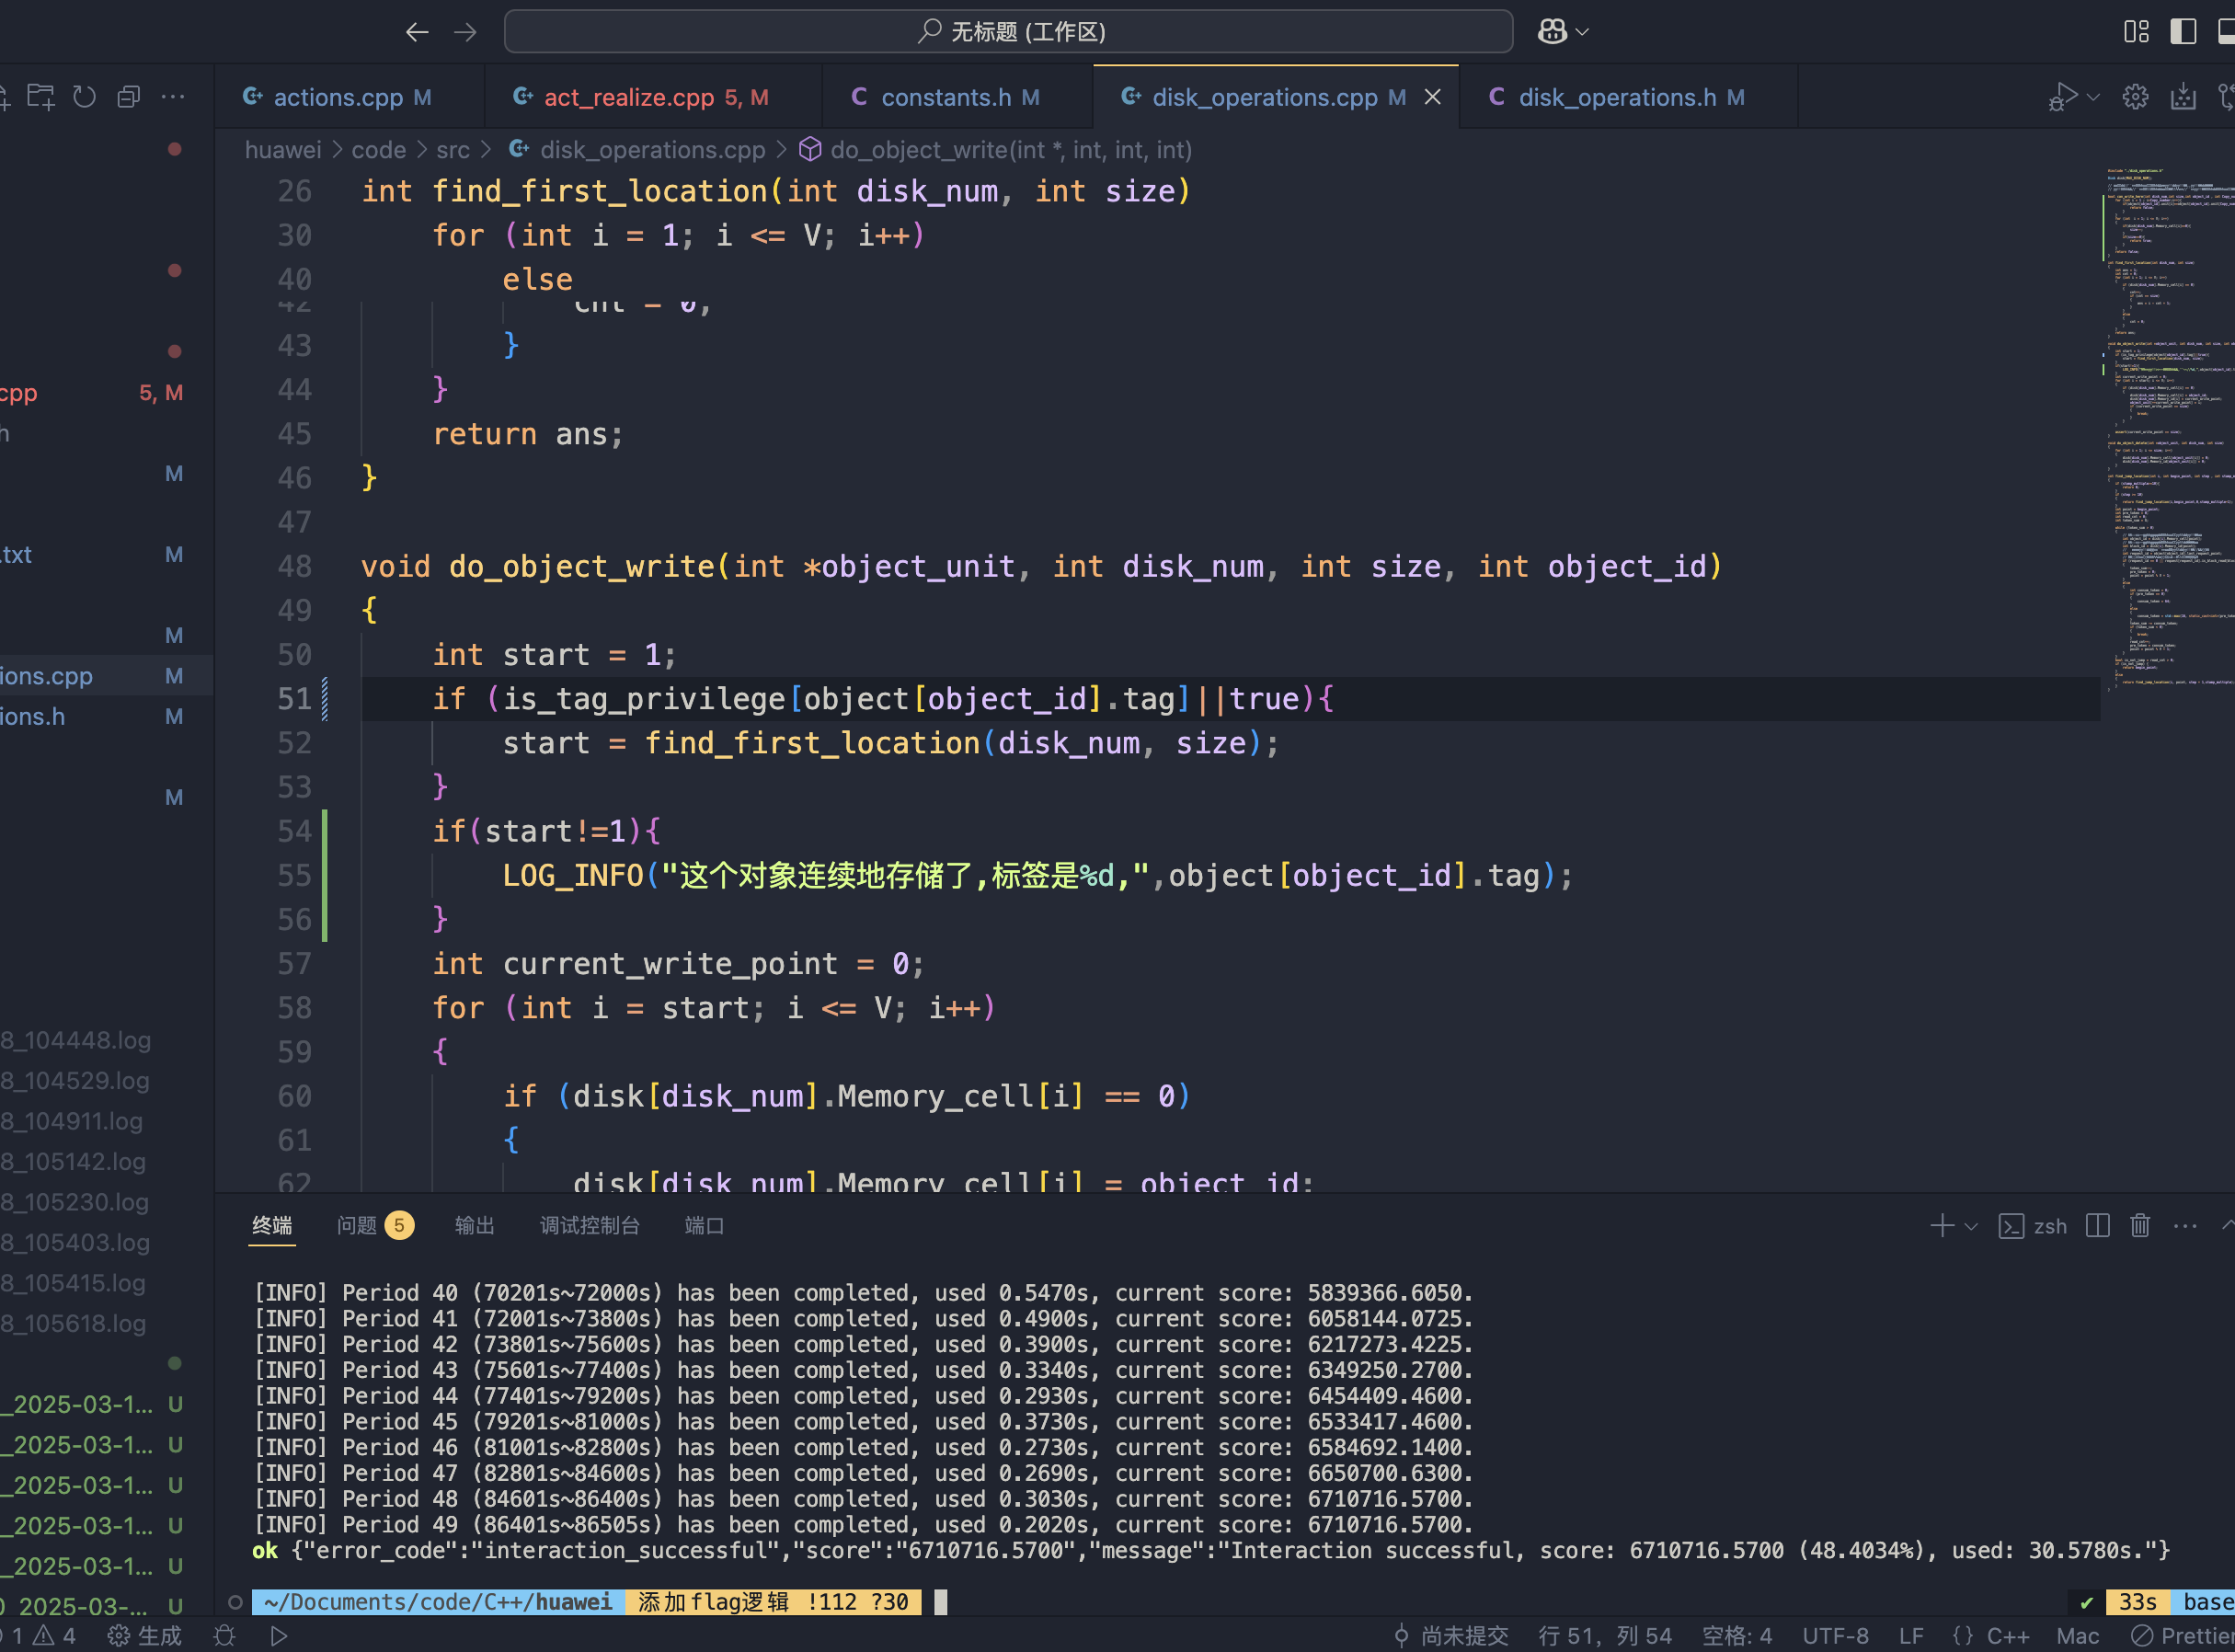 无标题 (工作区)
actions.cpp M
act_realize.cpp 5, M
constants.h M
disk_operations.cpp M
disk_operations.h M
huawei > code > src > disk_operations.cpp > do_object_write(int *, int, int, int)
26 int find_first_location(int disk_num, int size)
30 for (int i = 1; i <= V; i++)
40 else
42 cnt = 0;
43 }
44 }
45 return ans;
46 }
47
48 void do_object_write(int *object_unit, int disk_num, int size, int object_id)
49 {
50 int start = 1;
51 if (is_tag_privilege[object[object_id].tag]||true){
52 start = find_first_location(disk_num, size);
53 }
54 if(start!=1){
55 LOG_INFO("这个对象连续地存储了,标签是%d,",object[object_id].tag);
56 }
57 int current_write_point = 0;
58 for (int i = start; i <= V; i++)
59 {
60 if (disk[disk_num].Memory_cell[i] == 0)
61 {
62 disk[disk_num].Memory_cell[i] = object_id;
cpp 5, M
h
M
.txt M
M
ions.cpp M
ions.h M
M
8_104448.log
8_104529.log
8_104911.log
8_105142.log
8_105230.log
8_105403.log
8_105415.log
8_105618.log
_2025-03-1... U
_2025-03-1... U
_2025-03-1... U
_2025-03-1... U
_2025-03-1... U
0_2025-03-... U
终端 问题 5 输出 调试控制台 端口
zsh
[INFO] Period 40 (70201s~72000s) has been completed, used 0.5470s, current score: 5839366.6050.
[INFO] Period 41 (72001s~73800s) has been completed, used 0.4900s, current score: 6058144.0725.
[INFO] Period 42 (73801s~75600s) has been completed, used 0.3900s, current score: 6217273.4225.
[INFO] Period 43 (75601s~77400s) has been completed, used 0.3340s, current score: 6349250.2700.
[INFO] Period 44 (77401s~79200s) has been completed, used 0.2930s, current score: 6454409.4600.
[INFO] Period 45 (79201s~81000s) has been completed, used 0.3730s, current score: 6533417.4600.
[INFO] Period 46 (81001s~82800s) has been completed, used 0.2730s, current score: 6584692.1400.
[INFO] Period 47 (82801s~84600s) has been completed, used 0.2690s, current score: 6650700.6300.
[INFO] Period 48 (84601s~86400s) has been completed, used 0.3030s, current score: 6710716.5700.
[INFO] Period 49 (86401s~86505s) has been completed, used 0.2020s, current score: 6710716.5700.
ok {"error_code":"interaction_successful","score":"6710716.5700","message":"Interaction successful, score: 6710716.5700 (48.4034%), used: 30.5780s."}
~/Documents/code/C++/huawei 添加flag逻辑 !112 ?30
✔ 33s base
1 4 生成
尚未提交 行 51, 列 54 空格: 4 UTF-8 LF {} C++ Mac Prettier